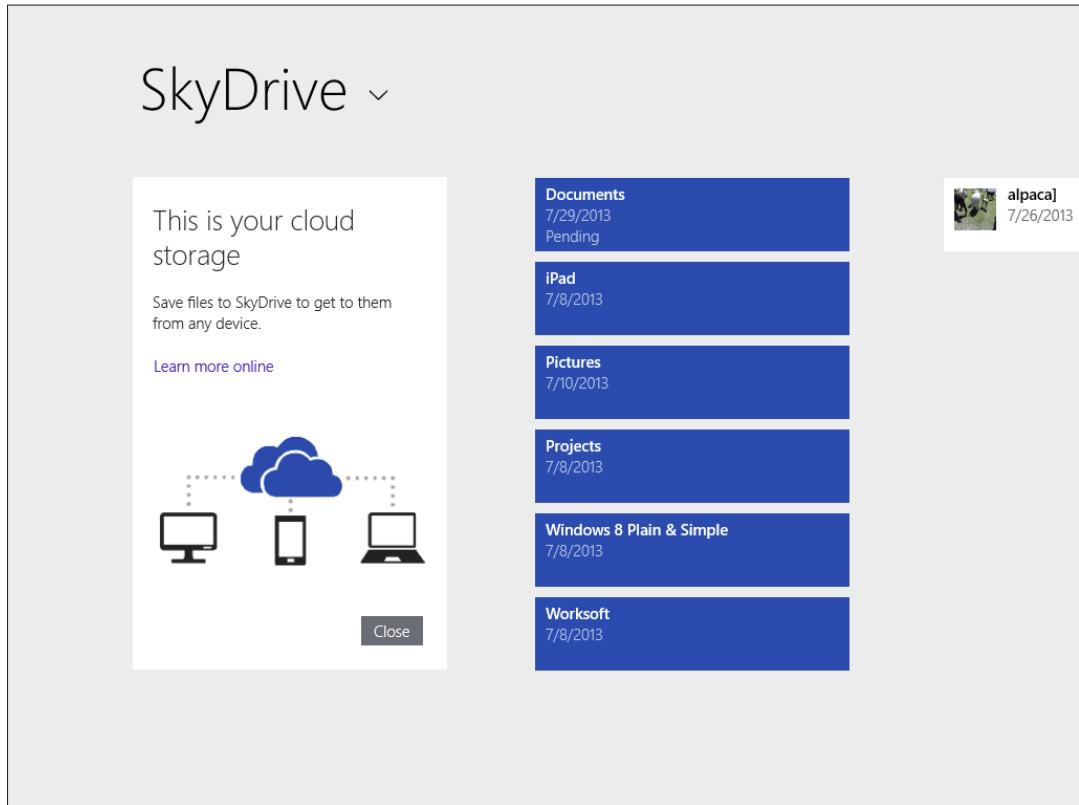 SkyDrive
This is your cloud
storage
Save files to SkyDrive to get to them
from any device.
Learn more online
Close
Documents
7/29/2013
Pending
iPad
7/8/2013
Pictures
7/10/2013
Projects
7/8/2013
Windows 8 Plain & Simple
7/8/2013
Worksoft
7/8/2013
alpaca]
7/26/2013